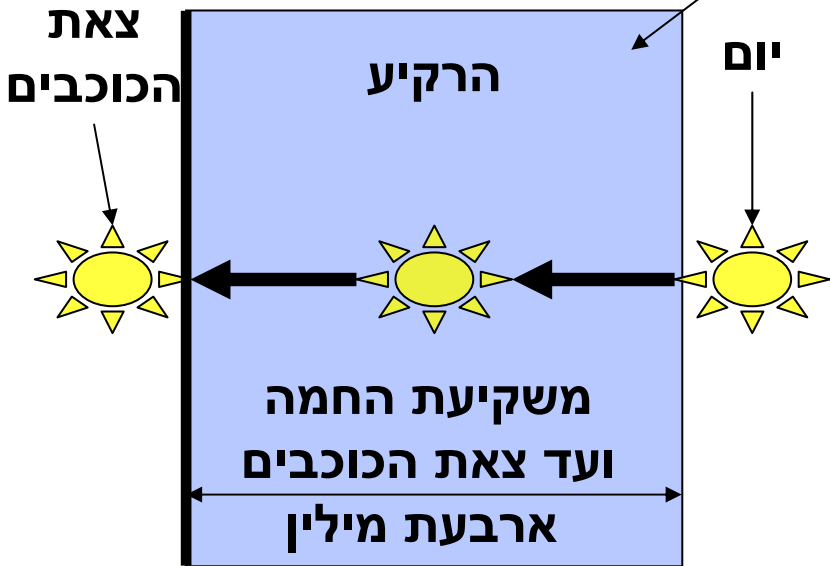 יום
הרקיע
צאת
הכוכבים
משקיעת החמה
ועד צאת הכוכבים
ארבעת מילין